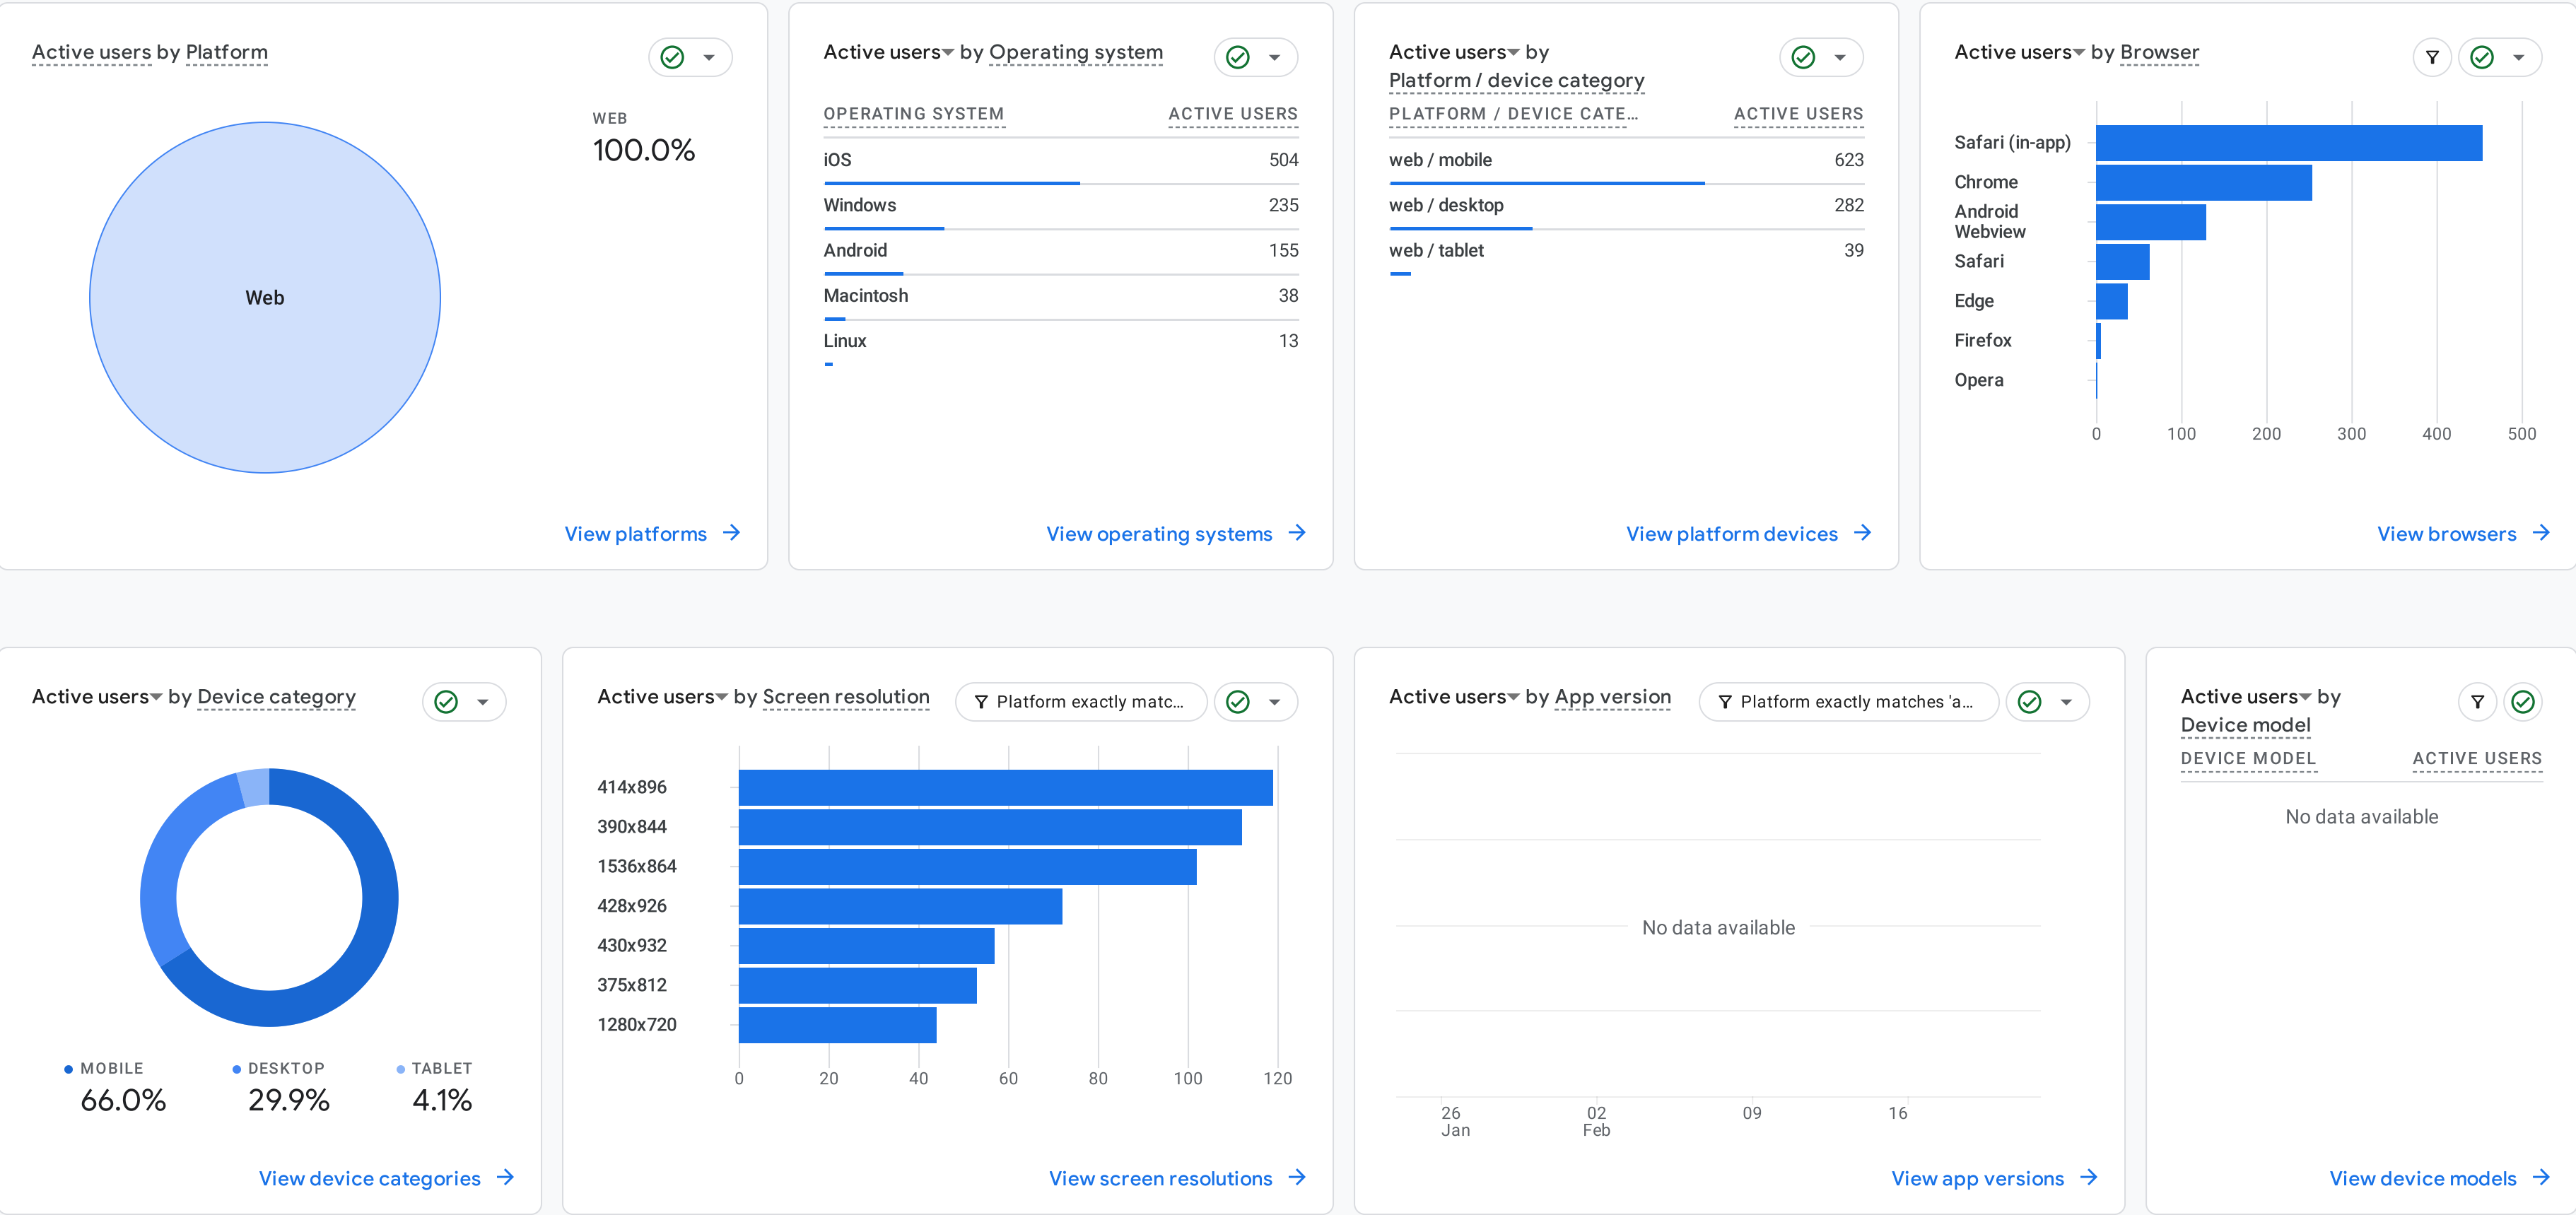 Active users by Platform
WEB
100.0%
Web
View platforms
Active users by Operating system
OPERATING SYSTEM ACTIVE USERS
iOS 504
Windows 235
Android 155
Macintosh 38
Linux 13
View operating systems
Active users by
Platform / device category
PLATFORM / DEVICE CATE... ACTIVE USERS
web / mobile 623
web / desktop 282
web / tablet 39
View platform devices
Active users by Browser
Safari (in-app)
Chrome
Android
Webview
Safari
Edge
Firefox
Opera
0 100 200 300 400 500
View browsers
Active users by Device category
MOBILE DESKTOP TABLET
66.0% 29.9% 4.1%
View device categories
Active users by Screen resolution Platform exactly matc...
414x896
390x844
1536x864
428x926
430x932
375x812
1280x720
0 20 40 60 80 100 120
View screen resolutions
Active users by App version Platform exactly matches 'a...
No data available
26 02 09 16
Jan Feb
View app versions
Active users by
Device model
DEVICE MODEL ACTIVE USERS
No data available
View device models